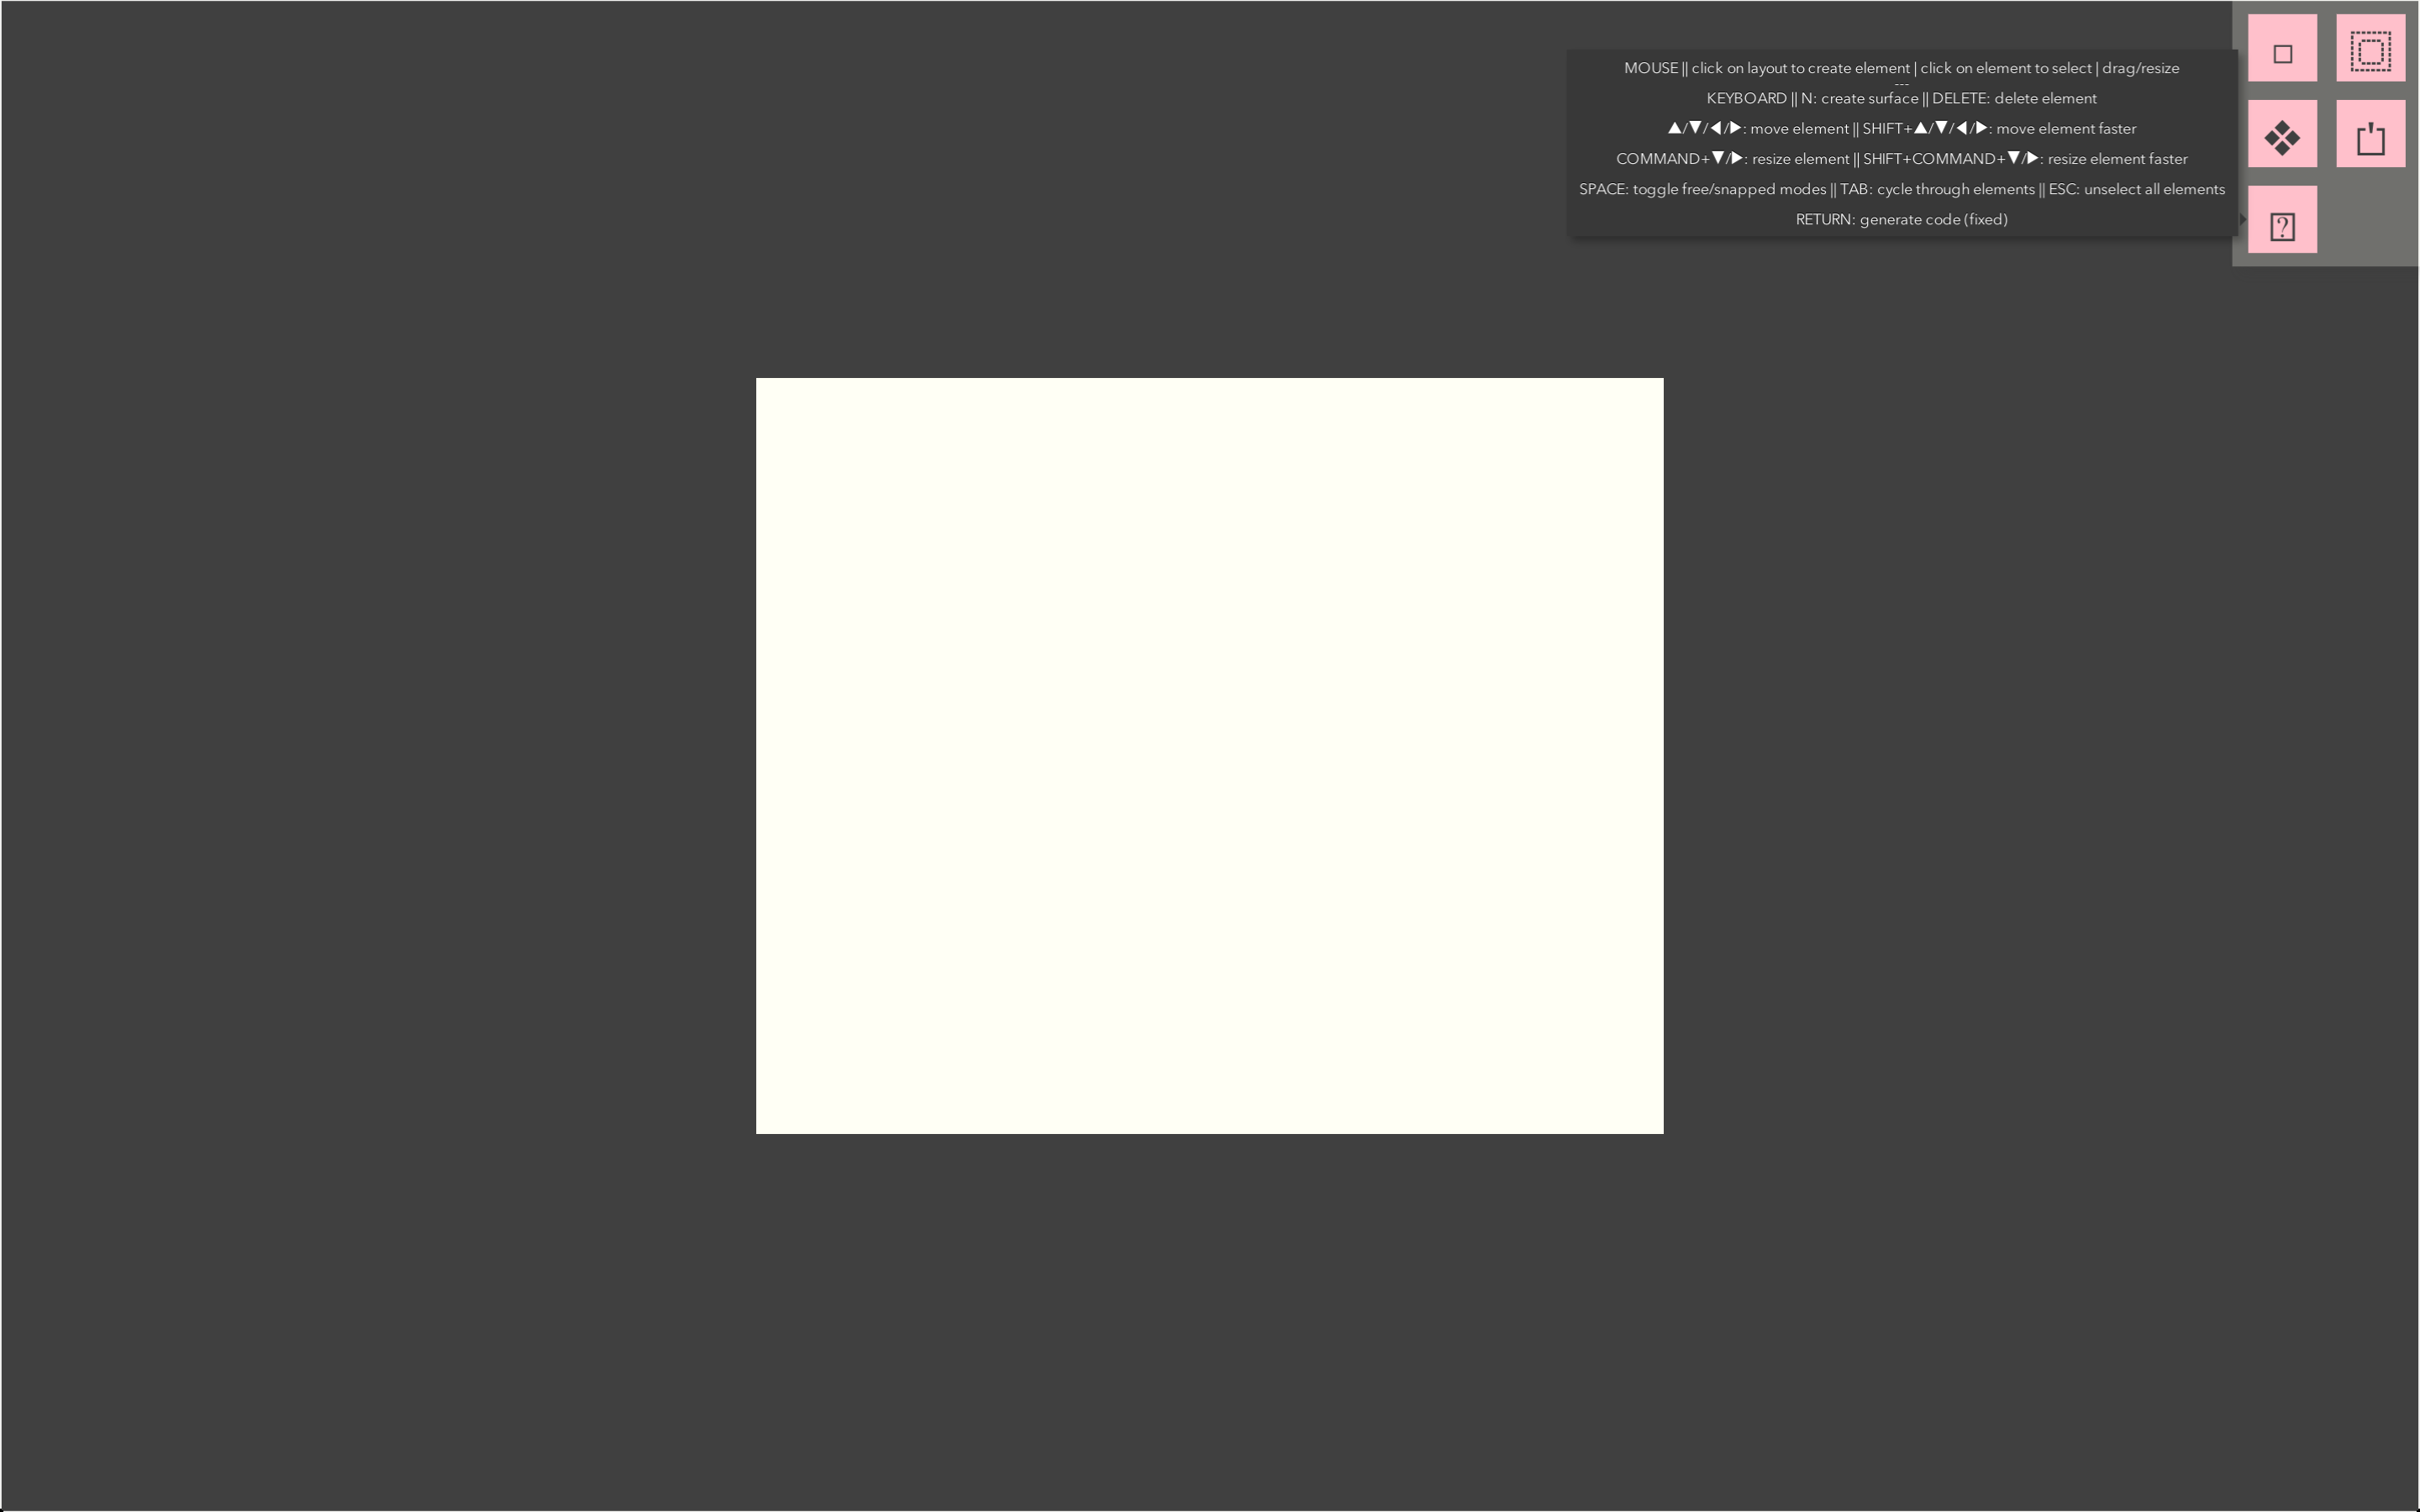 MOUSE || click on layout to create element | click on element to select | drag/resize
---
KEYBOARD || N: create surface || DELETE: delete element
▲/▼/◀/▶: move element || SHIFT+▲/▼/◀/▶: move element faster
COMMAND+▼/▶: resize element || SHIFT+COMMAND+▼/▶: resize element faster
SPACE: toggle free/snapped modes || TAB: cycle through elements || ESC: unselect all elements
RETURN: generate code (fixed)
?